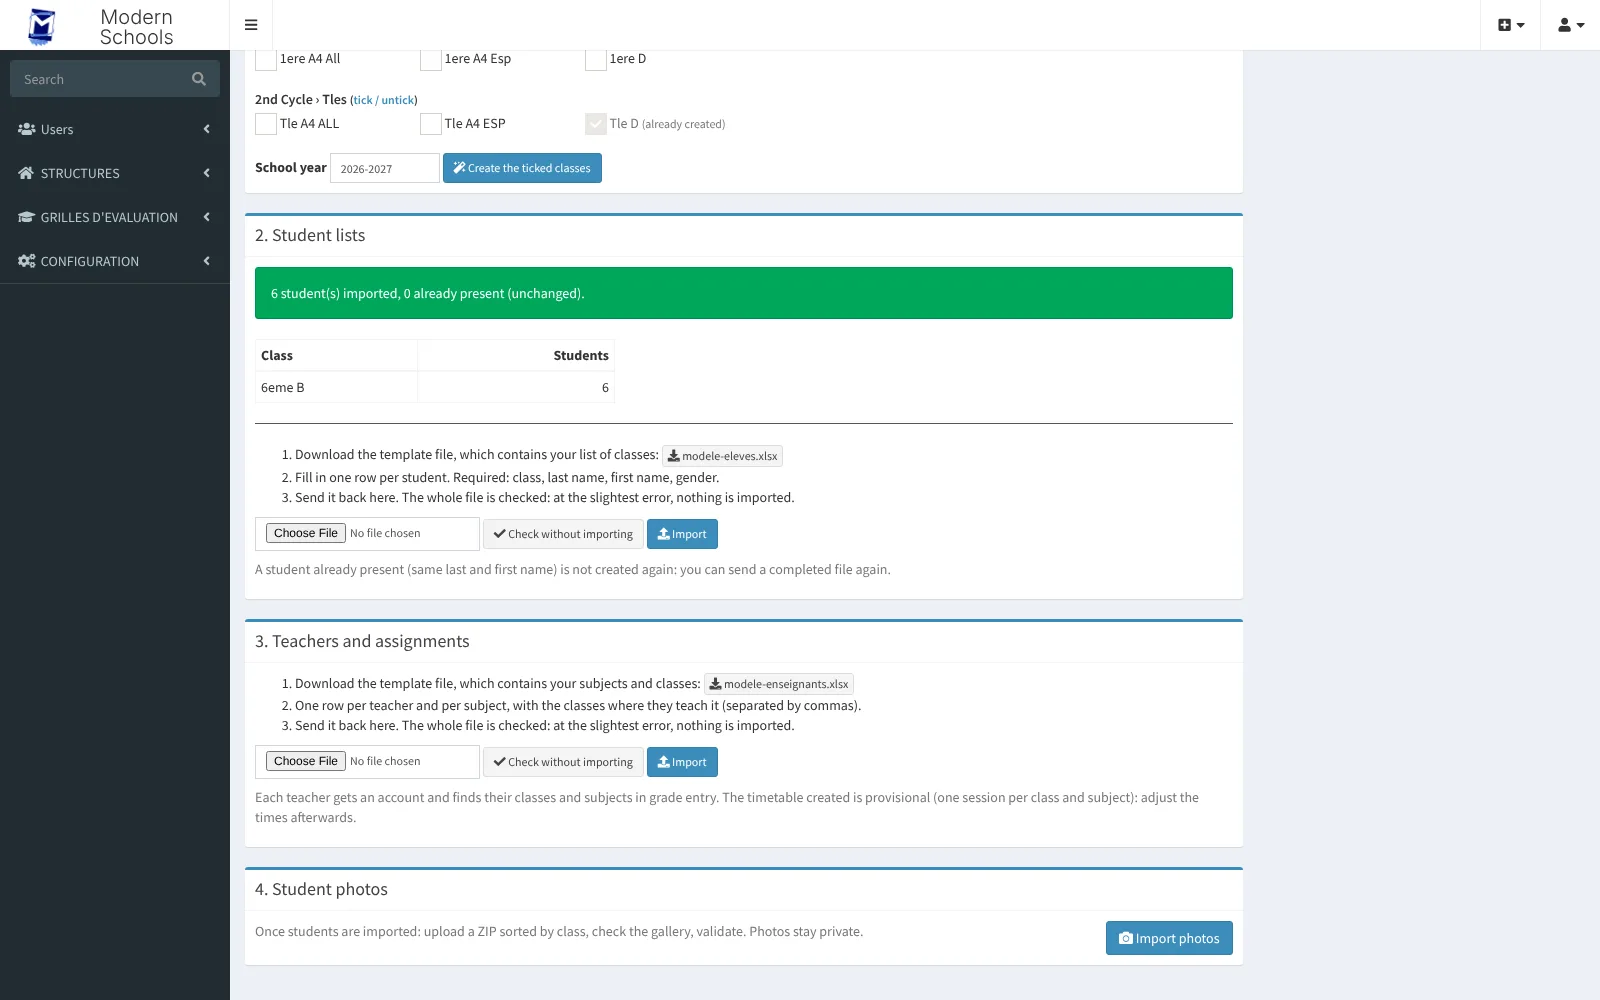 Modern
Schools
Search
Users
STRUCTURES
GRILLES D'EVALUATION
CONFIGURATION
1ere A4 All
1ere A4 Esp
1ere D
2nd Cycle › Tles (tick / untick)
Tle A4 ALL
Tle A4 ESP
Tle D (already created)
School year 2026-2027 Create the ticked classes
2. Student lists
6 student(s) imported, 0 already present (unchanged).
Class Students
6eme B 6
1. Download the template file, which contains your list of classes: modele-eleves.xlsx
2. Fill in one row per student. Required: class, last name, first name, gender.
3. Send it back here. The whole file is checked: at the slightest error, nothing is imported.
Choose File No file chosen Check without importing Import
A student already present (same last and first name) is not created again: you can send a completed file again.
3. Teachers and assignments
1. Download the template file, which contains your subjects and classes: modele-enseignants.xlsx
2. One row per teacher and per subject, with the classes where they teach it (separated by commas).
3. Send it back here. The whole file is checked: at the slightest error, nothing is imported.
Choose File No file chosen Check without importing Import
Each teacher gets an account and finds their classes and subjects in grade entry. The timetable created is provisional (one session per class and subject): adjust the
times afterwards.
4. Student photos
Once students are imported: upload a ZIP sorted by class, check the gallery, validate. Photos stay private.
Import photos